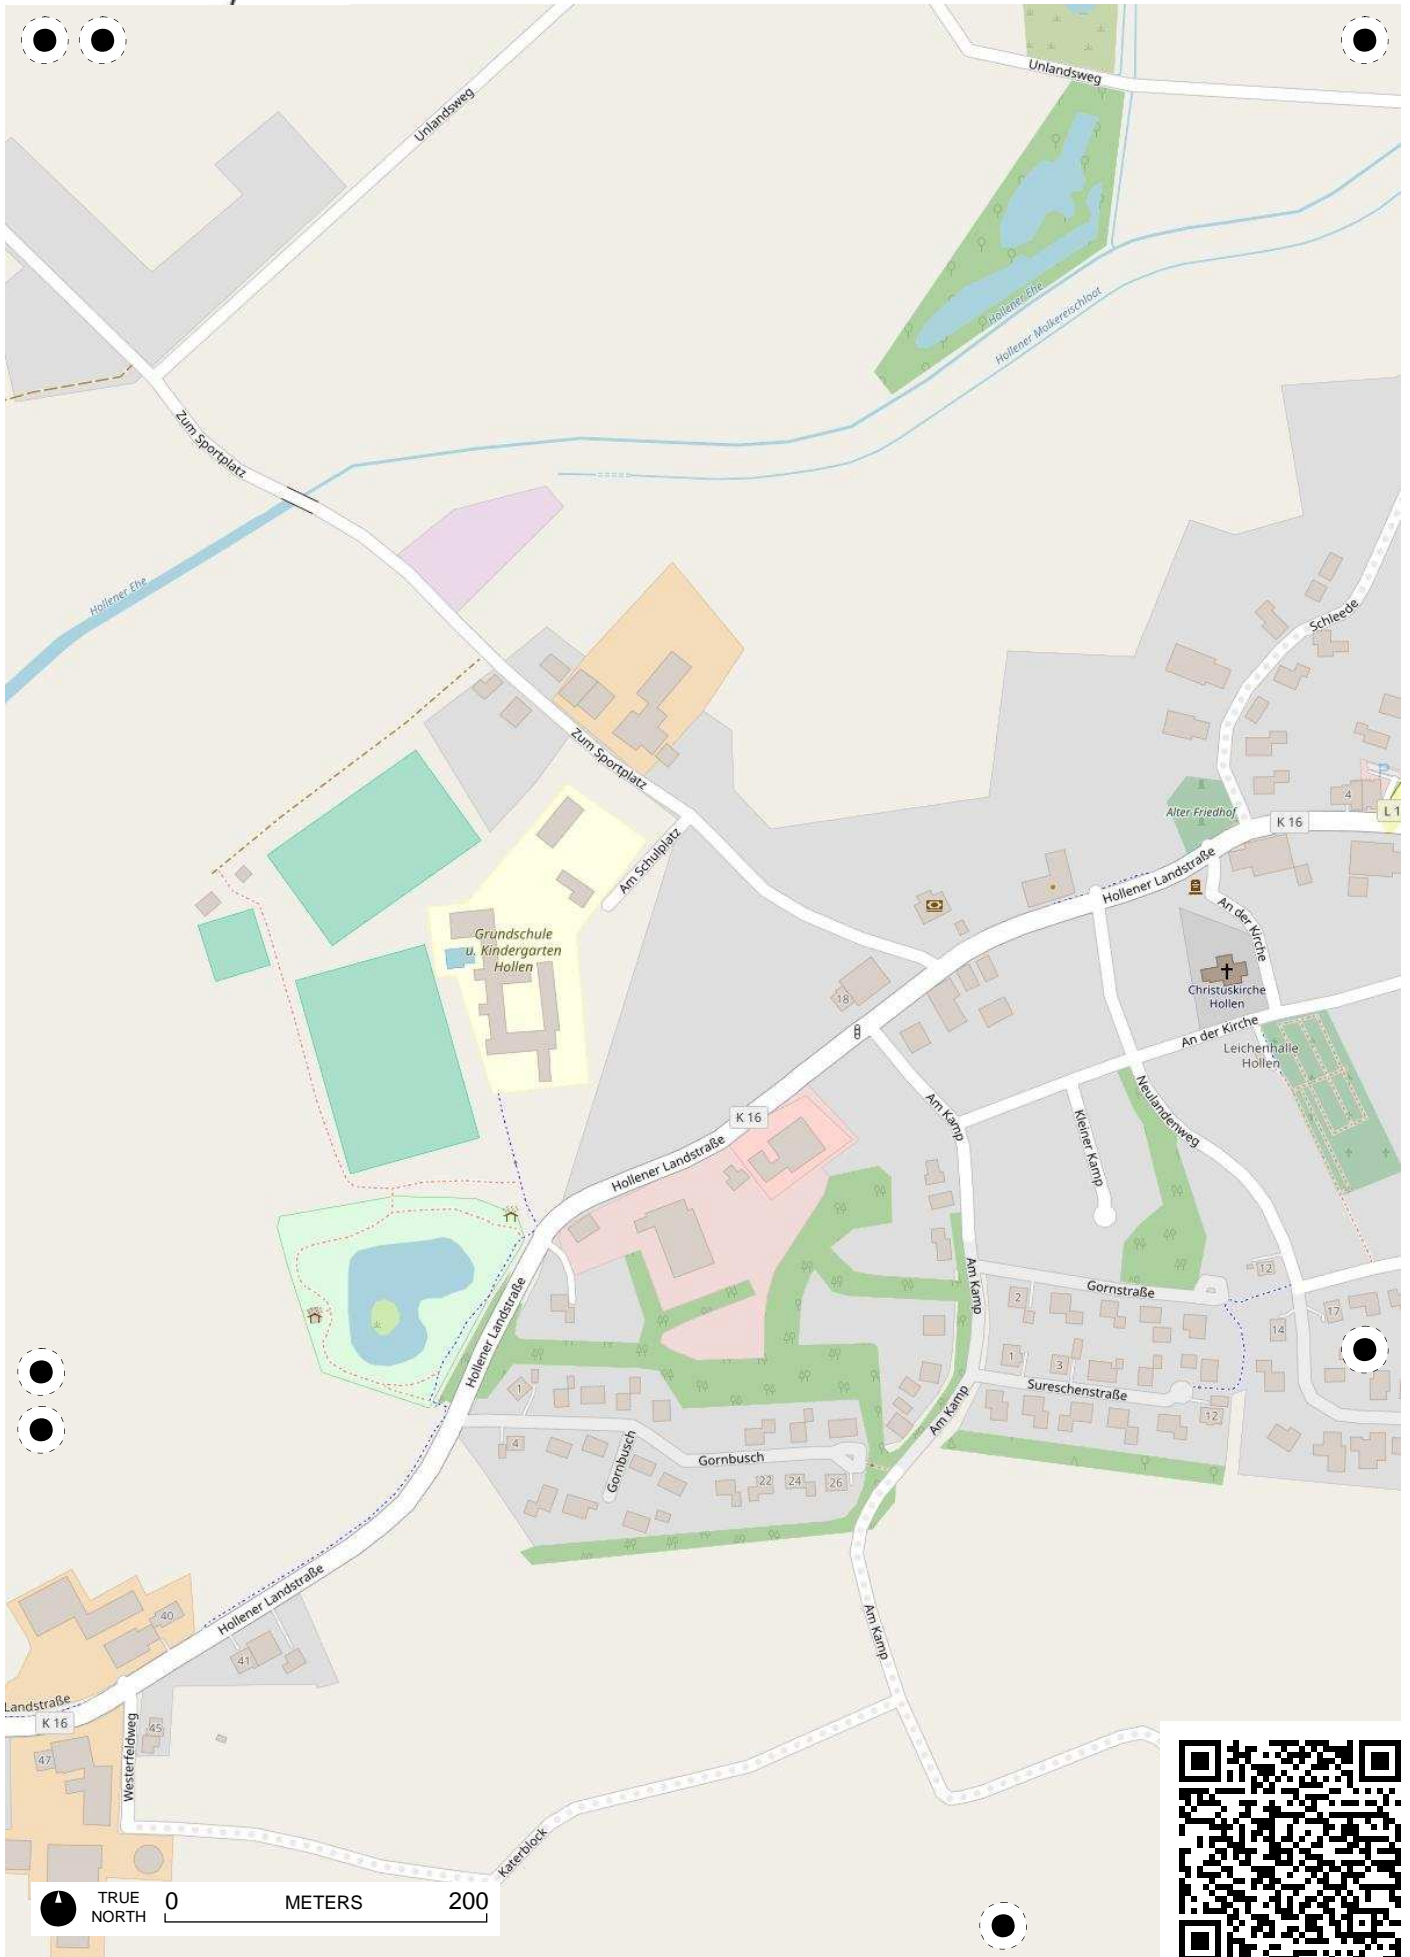 Unlandsweg
Unlandsweg
Hollener Ehe
Hollener Molkereischloot
Zum Sportplatz
Hollener Ehe
Schleede
Zum Sportplatz
P
4
Alter Friedhof
L 1
K 16
Am Schulplatz
Hollener Landstraße
An der Kirche
Grundschule
u. Kindergarten
Hollen
18
Christuskirche
Hollen
An der Kirche
Leichenhalle
Hollen
K 16
Am Kamp
Kleiner Kamp
Neulandenweg
Hollener Landstraße
12
Am Kamp
Gornstraße
2
17
14
Hollener Landstraße
1
3
1
Sureschenstraße
12
Am Kamp
4
Gornbusch
Gornbusch
22
24
26
Hollener Landstraße
40
41
Am Kamp
Landstraße
K 16
45
47
Westerfeldweg
Katerblock
TRUE
NORTH
0 METERS 200